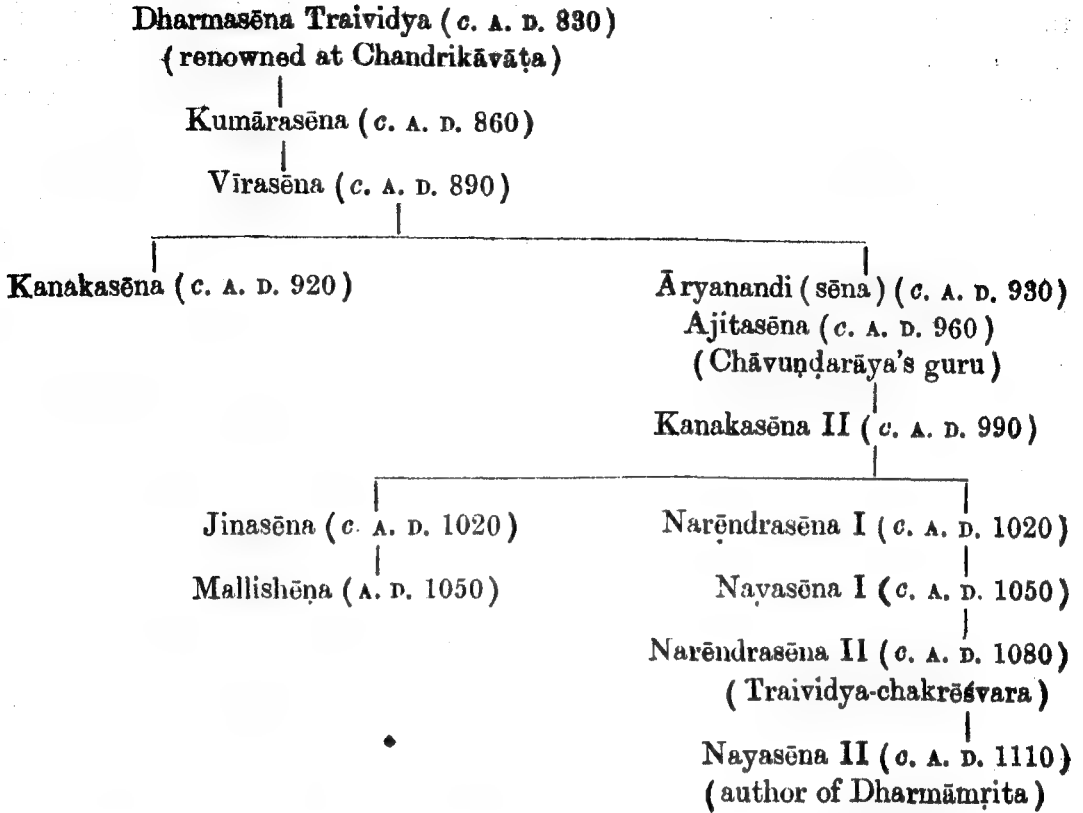 Dharmasēna Traividya (c. A. D. 830)
(renowned at Chandrikāvāṭa)
Kumārasēna (c. A. D. 860)
Vīrasēna (c. A. D. 890)
Kanakasēna (c. A. D. 920)
Āryanandi (sēna) (c. A. D. 930)
Ajitasēna (c. A. D. 960)
(Chāvuṇḍarāya's guru)
Kanakasēna II (c. A. D. 990)
Jinasēna (c. A. D. 1020)
Narēndrasēna I (c. A. D. 1020)
Mallishēṇa (A. D. 1050)
Nayasēna I (c. A. D. 1050)
Narēndrasēna II (c. A. D. 1080)
(Traividya-chakrēśvara)
Nayasēna II (c. A. D. 1110)
(author of Dharmāmṛita)